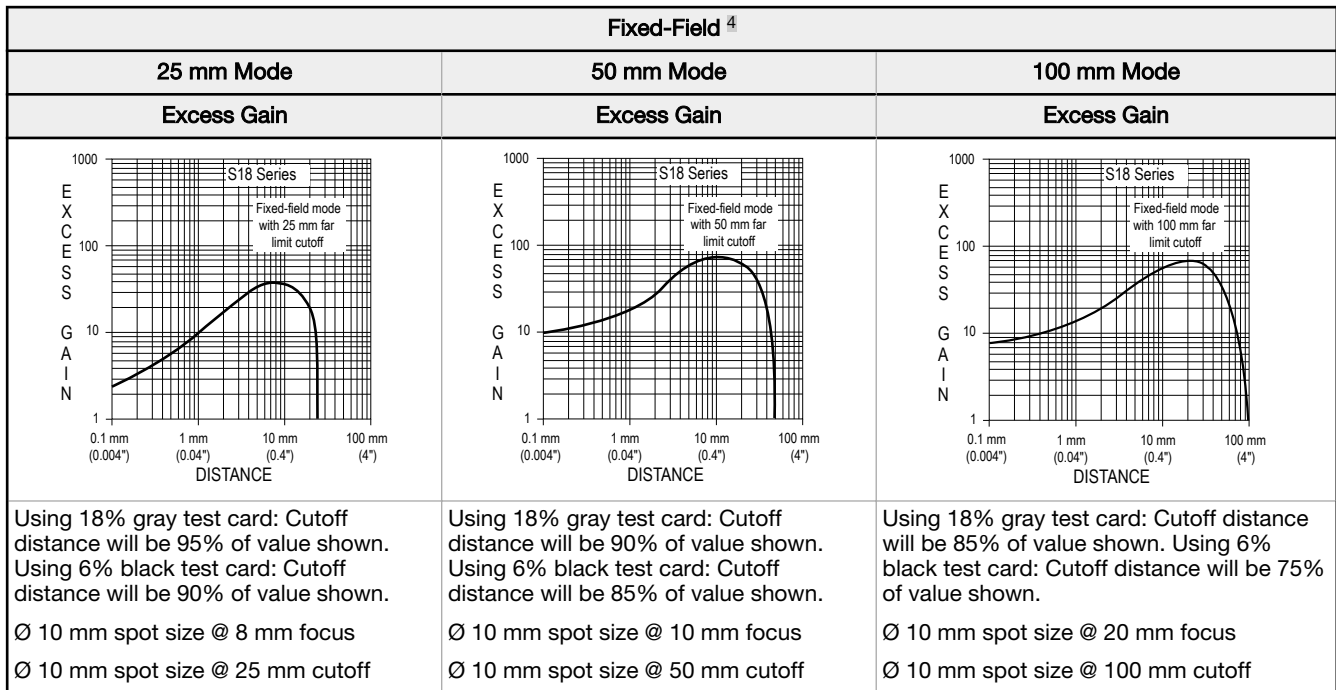 Fixed-Field 4
25 mm Mode
50 mm Mode
100 mm Mode
Excess Gain
Excess Gain
Excess Gain
EXCESS GAIN
1000
100
10
1
S18 Series
Fixed-field mode
with 25 mm far
limit cutoff
0.1 mm
(0.004")
1 mm
(0.04")
10 mm
(0.4")
100 mm
(4")
DISTANCE
EXCESS GAIN
1000
100
10
1
S18 Series
Fixed-field mode
with 50 mm far
limit cutoff
0.1 mm
(0.004")
1 mm
(0.04")
10 mm
(0.4")
100 mm
(4")
DISTANCE
EXCESS GAIN
1000
100
10
1
S18 Series
Fixed-field mode
with 100 mm far
limit cutoff
0.1 mm
(0.004")
1 mm
(0.04")
10 mm
(0.4")
100 mm
(4")
DISTANCE
Using 18% gray test card: Cutoff
distance will be 95% of value shown.
Using 6% black test card: Cutoff
distance will be 90% of value shown.
Ø 10 mm spot size @ 8 mm focus
Ø 10 mm spot size @ 25 mm cutoff
Using 18% gray test card: Cutoff
distance will be 90% of value shown.
Using 6% black test card: Cutoff
distance will be 85% of value shown.
Ø 10 mm spot size @ 10 mm focus
Ø 10 mm spot size @ 50 mm cutoff
Using 18% gray test card: Cutoff distance
will be 85% of value shown. Using 6%
black test card: Cutoff distance will be 75%
of value shown.
Ø 10 mm spot size @ 20 mm focus
Ø 10 mm spot size @ 100 mm cutoff